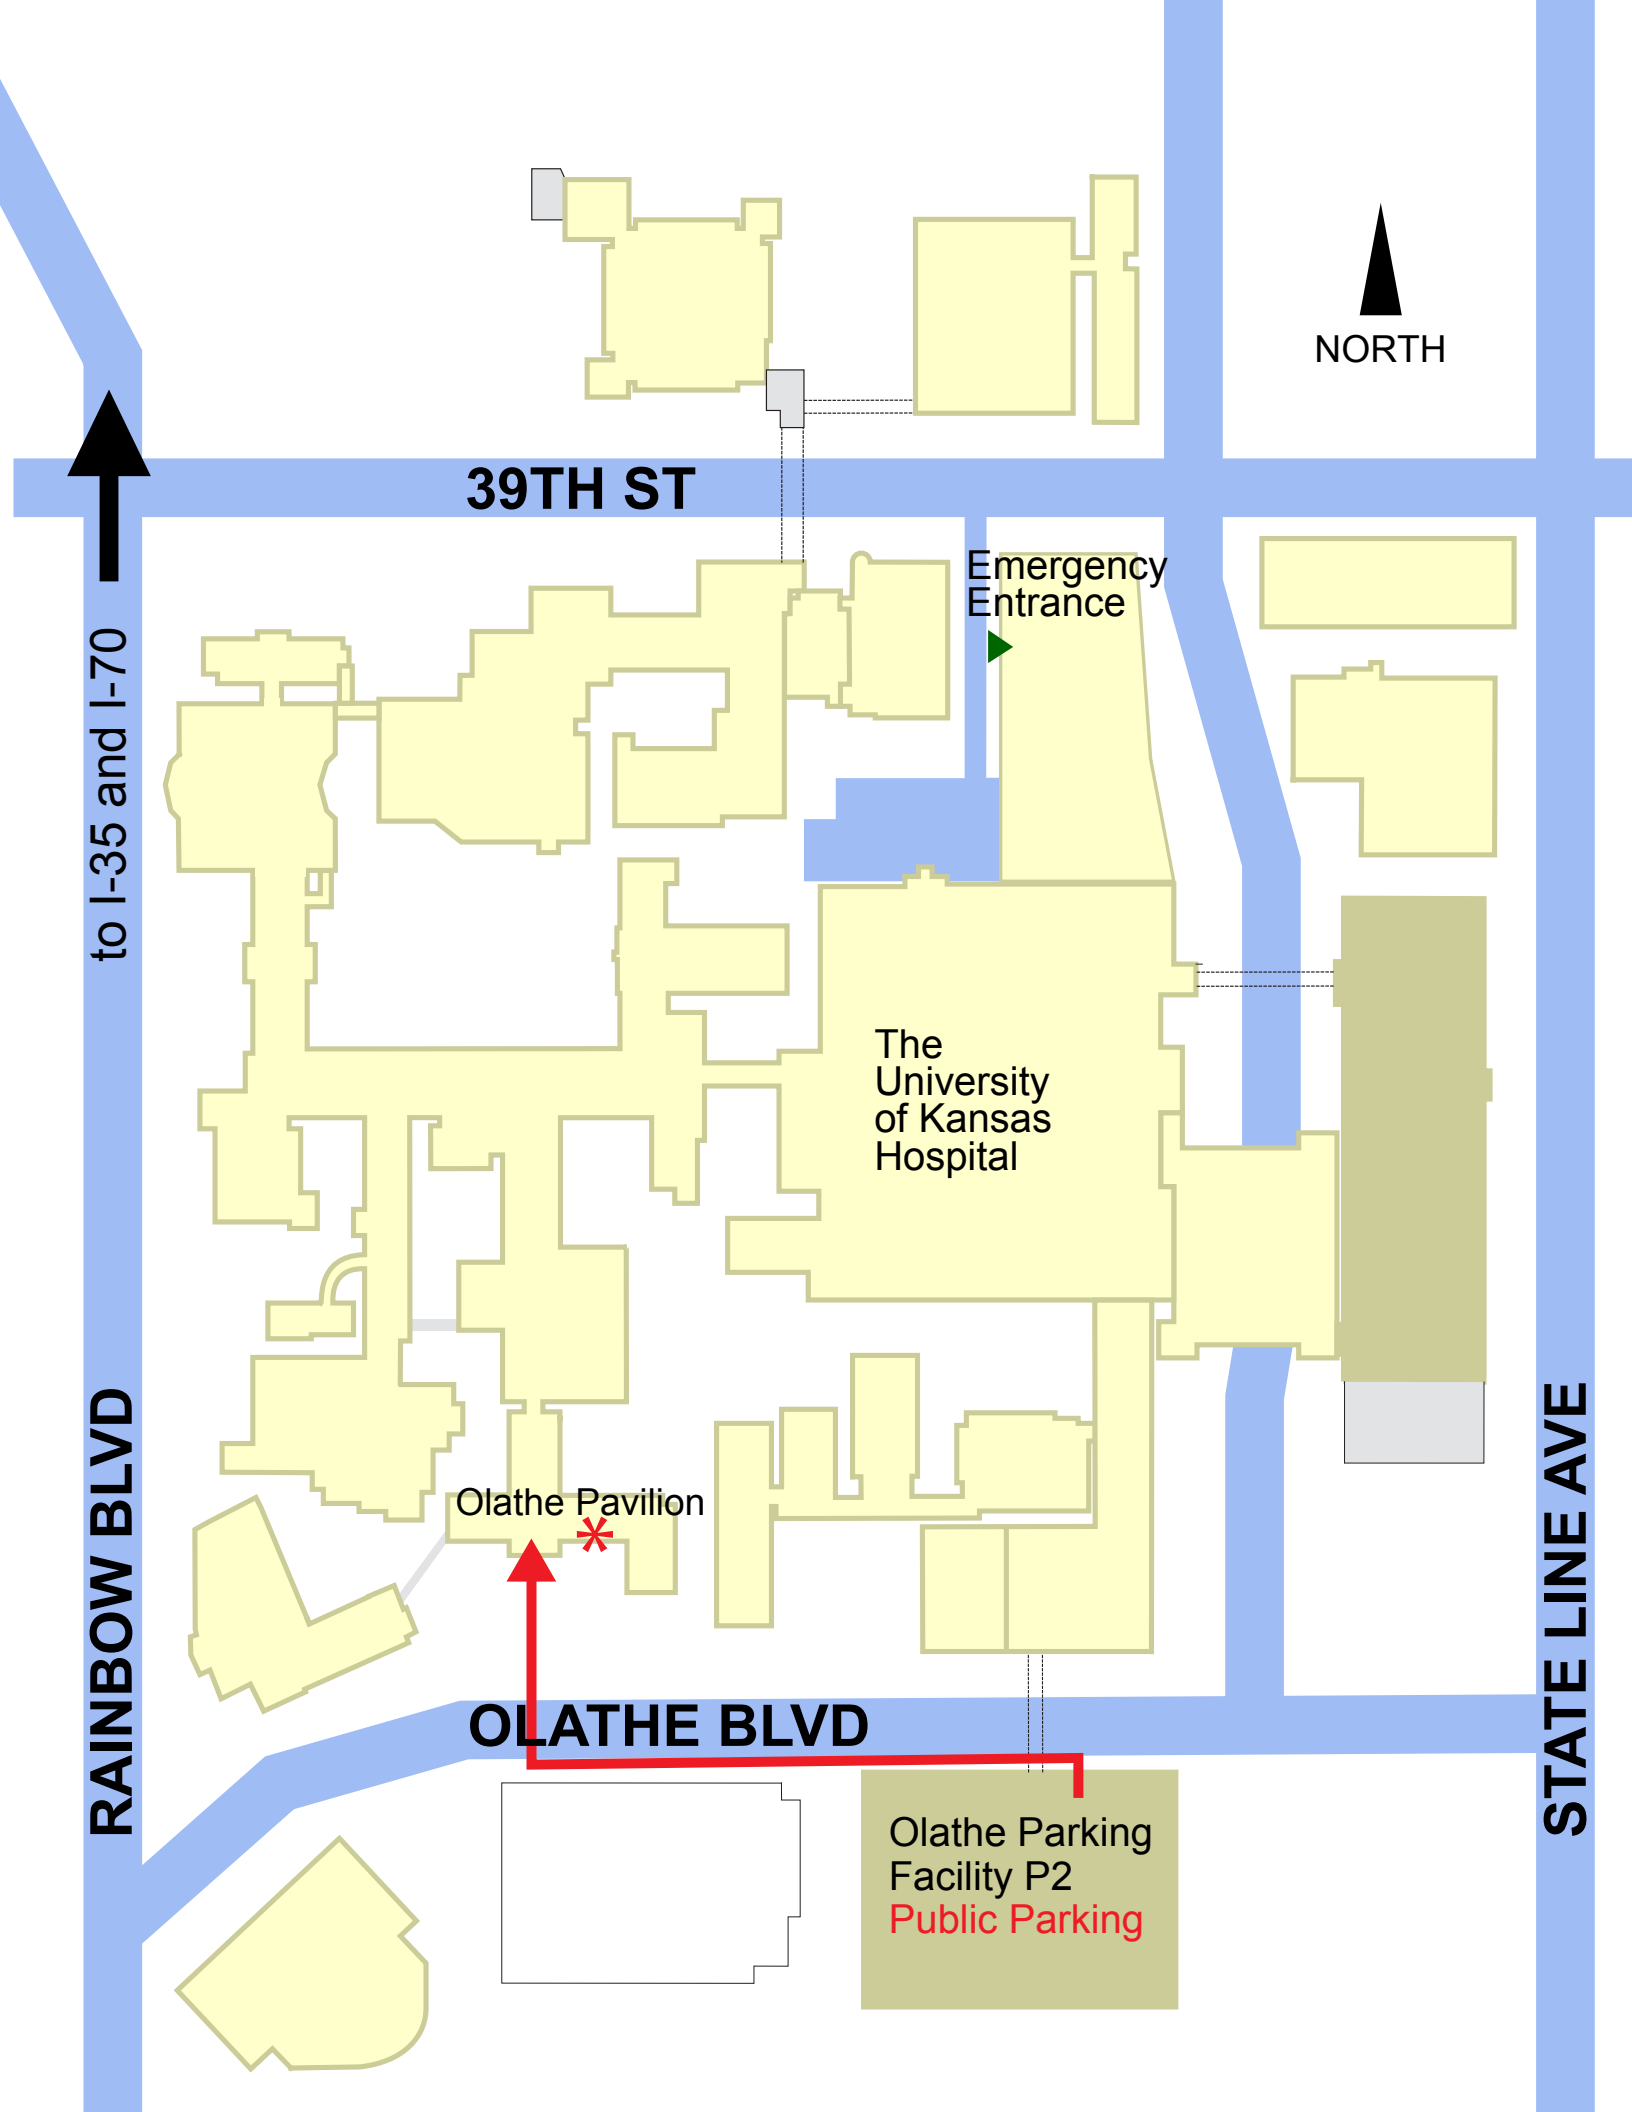 NORTH
39TH ST
Emergency
Entrance
to I-35 and I-70
The
University
of Kansas
Hospital
RAINBOW BLVD
STATE LINE AVE
Olathe Pavilion
*
OLATHE BLVD
Olathe Parking
Facility P2
Public Parking